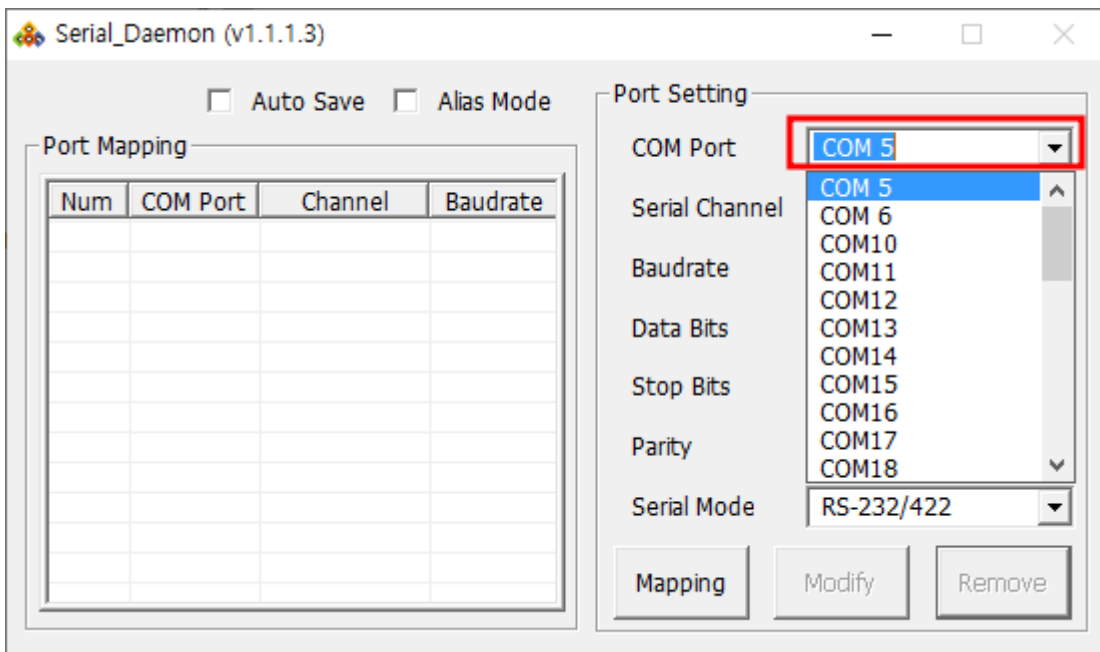 Serial_Daemon (v1.1.1.3)
Auto Save Alias Mode
Port Mapping
Num COM Port Channel Baudrate
Port Setting
COM Port COM 5
COM 5
COM 6
COM10
COM11
COM12
COM13
COM14
COM15
COM16
COM17
COM18
Serial Channel
Baudrate
Data Bits
Stop Bits
Parity
Serial Mode RS-232/422
Mapping Modify Remove